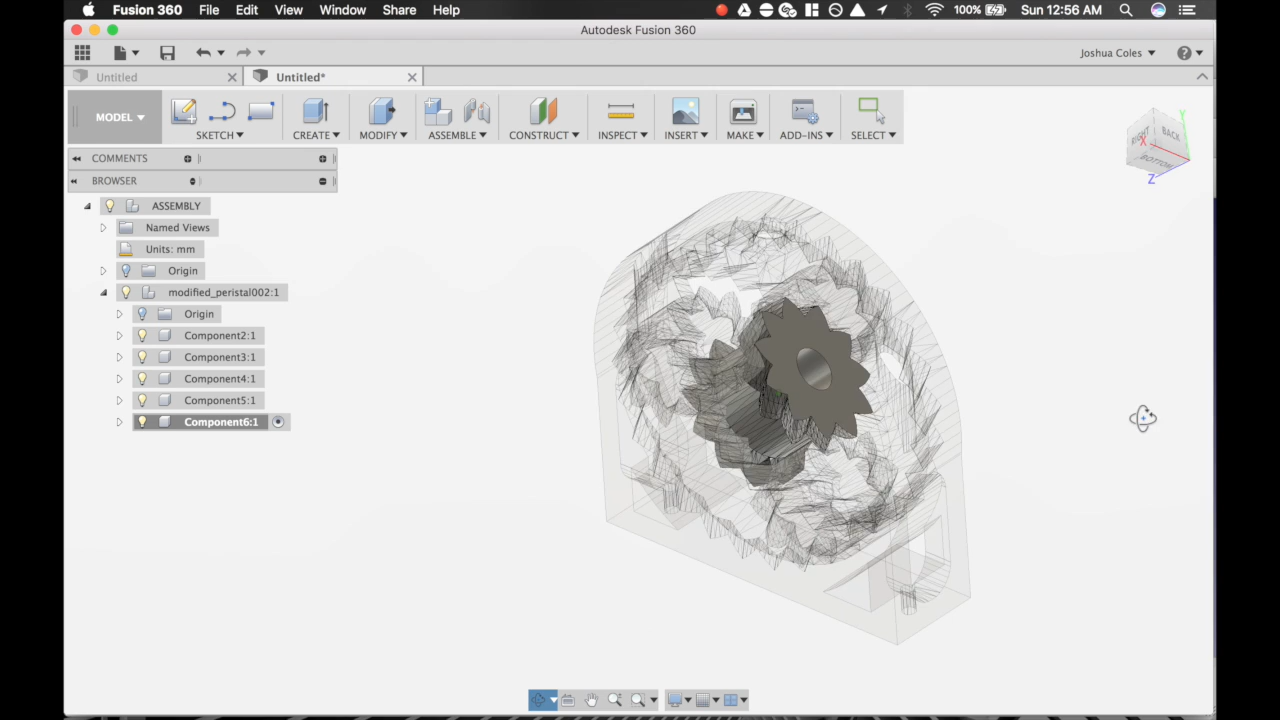 Fusion 360 File Edit View Window Share Help 100% Sun 12:56 AM
Autodesk Fusion 360
Joshua Coles
Untitled Untitled*
MODEL SKETCH CREATE MODIFY ASSEMBLE CONSTRUCT INSPECT INSERT MAKE ADD-INS SELECT
COMMENTS
BROWSER
ASSEMBLY
Named Views
Units: mm
Origin
modified_peristal002:1
Origin
Component2:1
Component3:1
Component4:1
Component5:1
Component6:1
Y
RIGHT BACK
X
BOTTOM
Z